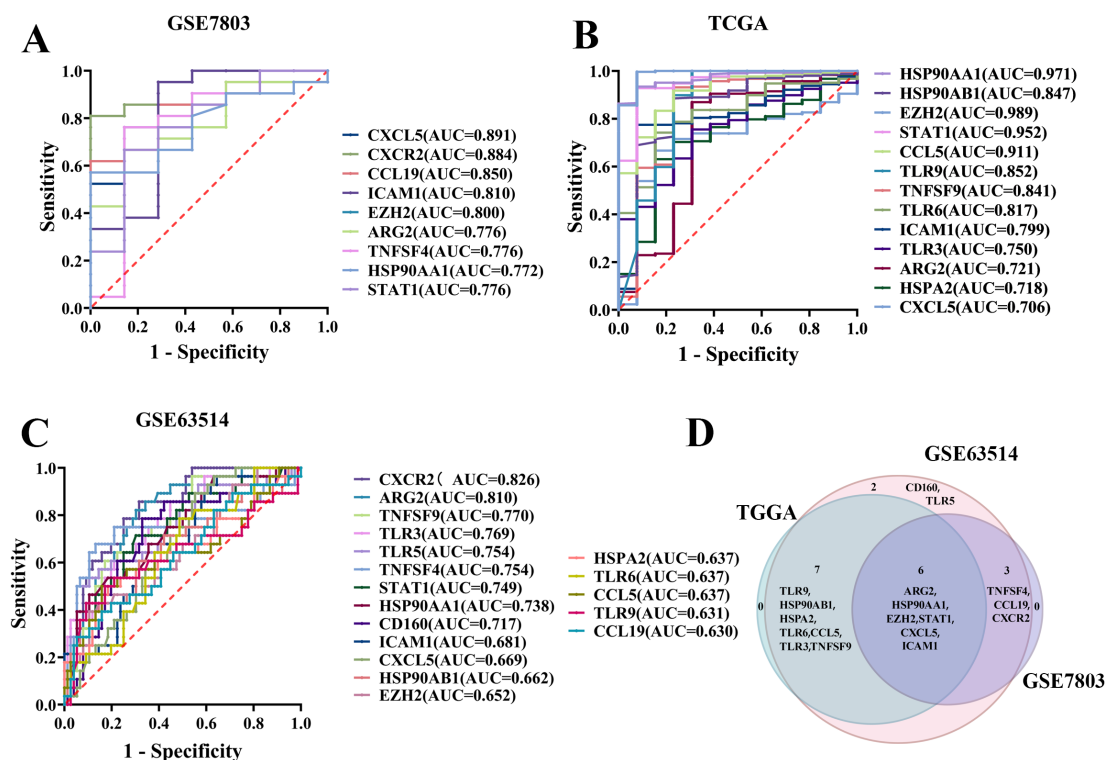 A
GSE7803
Sensitivity
1.0
0.8
0.6
0.4
0.2
0.0
0.0 0.2 0.4 0.6 0.8 1.0
1 - Specificity
CXCL5(AUC=0.891)
CXCR2(AUC=0.884)
CCL19(AUC=0.850)
ICAM1(AUC=0.810)
EZH2(AUC=0.800)
ARG2(AUC=0.776)
TNFSF4(AUC=0.776)
HSP90AA1(AUC=0.772)
STAT1(AUC=0.776)
B
TCGA
Sensitivity
1.0
0.8
0.6
0.4
0.2
0.0
0.0 0.2 0.4 0.6 0.8 1.0
1 - Specificity
HSP90AA1(AUC=0.971)
HSP90AB1(AUC=0.847)
EZH2(AUC=0.989)
STAT1(AUC=0.952)
CCL5(AUC=0.911)
TLR9(AUC=0.852)
TNFSF9(AUC=0.841)
TLR6(AUC=0.817)
ICAM1(AUC=0.799)
TLR3(AUC=0.750)
ARG2(AUC=0.721)
HSPA2(AUC=0.718)
CXCL5(AUC=0.706)
C
GSE63514
Sensitivity
1.0
0.8
0.6
0.4
0.2
0.0
0.0 0.2 0.4 0.6 0.8 1.0
1 - Specificity
CXCR2( AUC=0.826)
ARG2(AUC=0.810)
TNFSF9(AUC=0.770)
TLR3(AUC=0.769)
TLR5(AUC=0.754)
TNFSF4(AUC=0.754)
STAT1(AUC=0.749)
HSP90AA1(AUC=0.738)
CD160(AUC=0.717)
ICAM1(AUC=0.681)
CXCL5(AUC=0.669)
HSP90AB1(AUC=0.662)
EZH2(AUC=0.652)
HSPA2(AUC=0.637)
TLR6(AUC=0.637)
CCL5(AUC=0.637)
TLR9(AUC=0.631)
CCL19(AUC=0.630)
D
GSE63514
TGGA
GSE7803
2
CD160,
TLR5
7
TLR9,
HSP90AB1,
HSPA2,
TLR6,CCL5,
TLR3,TNFSF9
0
6
ARG2,
HSP90AA1,
EZH2,STAT1,
CXCL5,
ICAM1
3
TNFSF4,
CCL19,
CXCR2
0